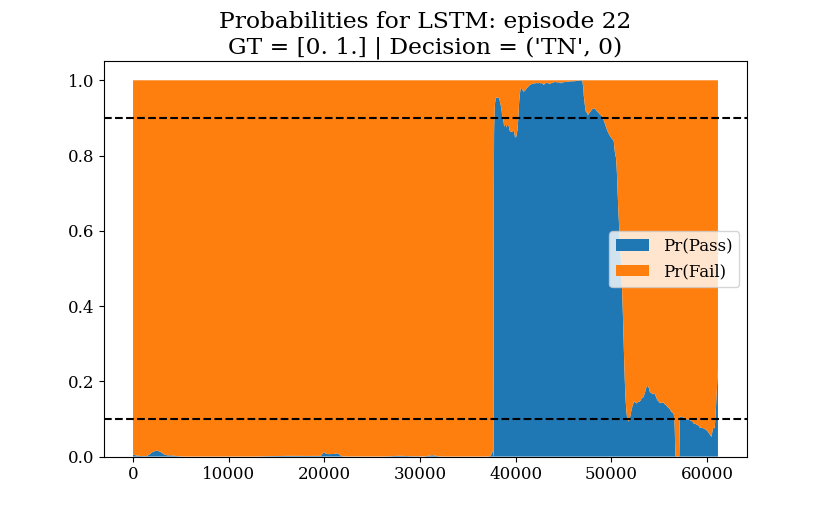 Probabilities for LSTM: episode 22
GT = [0. 1.] | Decision = ('TN', 0)
1.0
0.8
0.6
0.4
0.2
0.0
Pr(Pass)
Pr(Fail)
0 10000 20000 30000 40000 50000 60000